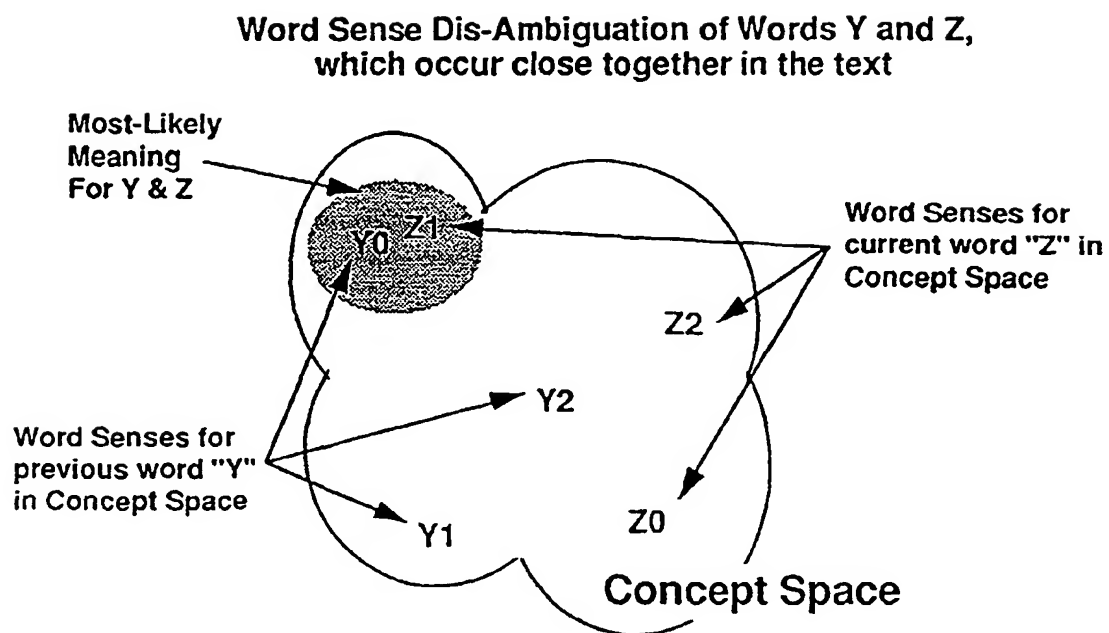 Word Sense Dis-Ambiguation of Words Y and Z,
which occur close together in the text
Most-Likely
Meaning
For Y & Z
Y0 Z1
Word Senses for
current word "Z" in
Concept Space
Z2
Y2
Word Senses for
previous word "Y"
in Concept Space
Y1
Z0
Concept Space